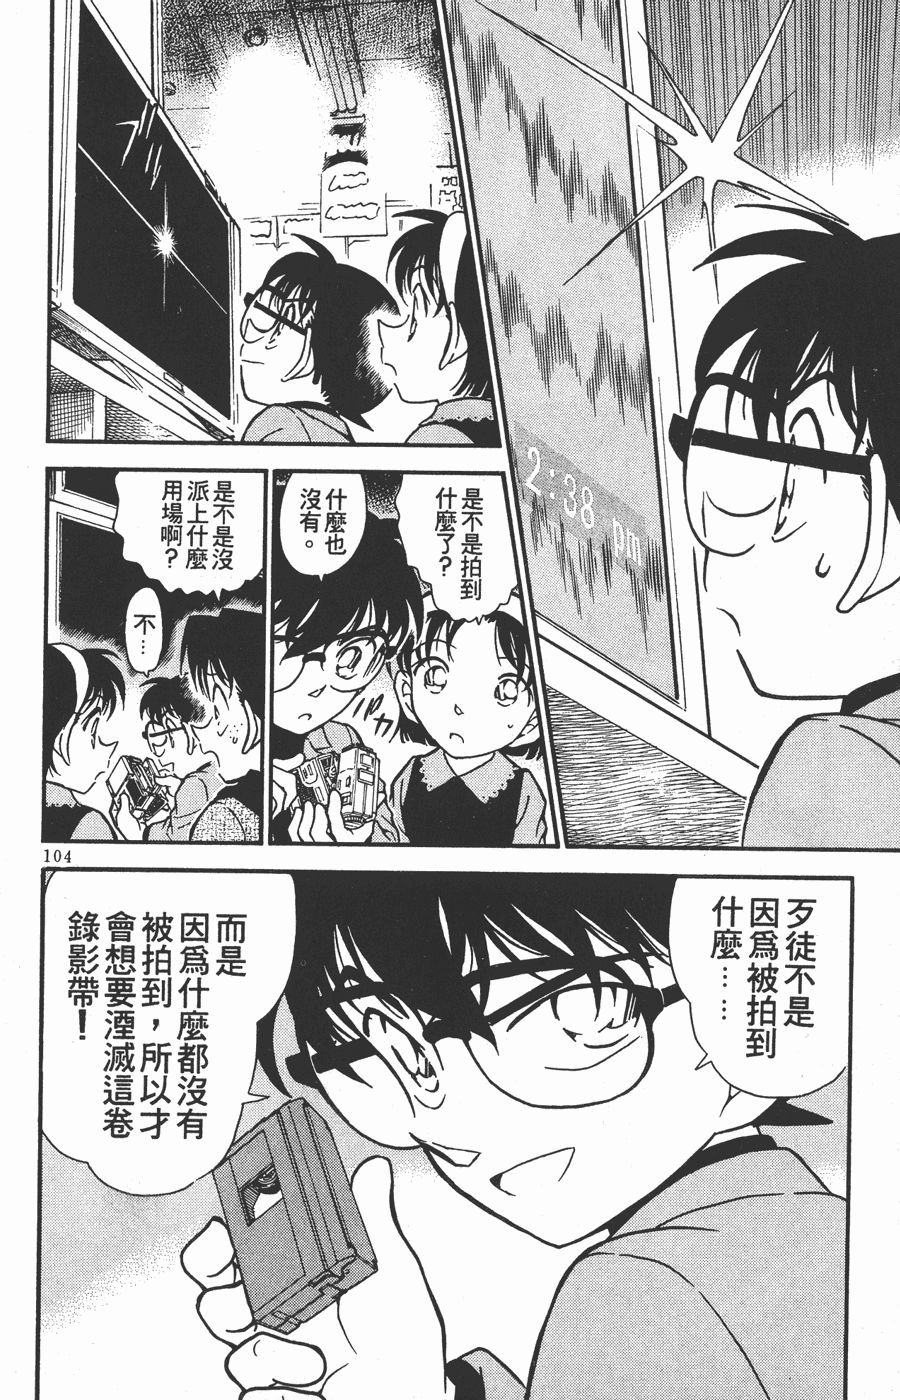 2:38 pm
是不是拍到
什麼了？
什麼也
沒有。
パカ
是不是沒
派上什麼
用場啊？
不…
104
歹徒不是
因爲被拍到
什麼……
而是
因爲什麼都沒有
被拍到，所以才
會想要湮滅這卷
錄影帶！